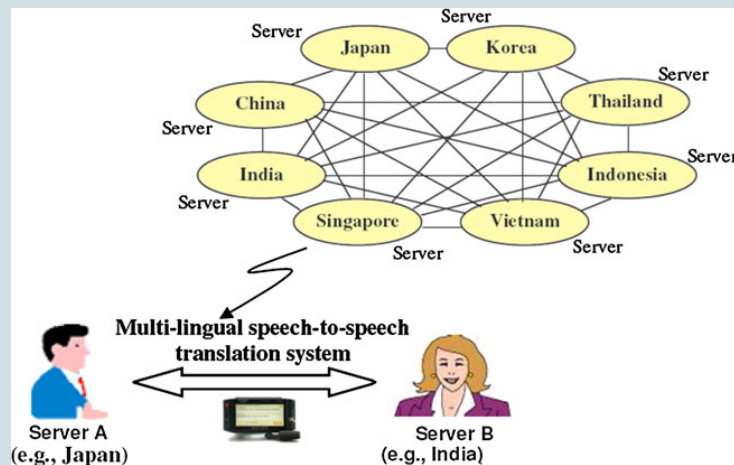 Server
Japan
Korea
Server
China
Server
Thailand
Server
India
Server
Indonesia
Server
Singapore
Server
Vietnam
Server
Multi-lingual speech-to-speech
translation system
Server A
(e.g., Japan)
Server B
(e.g., India)